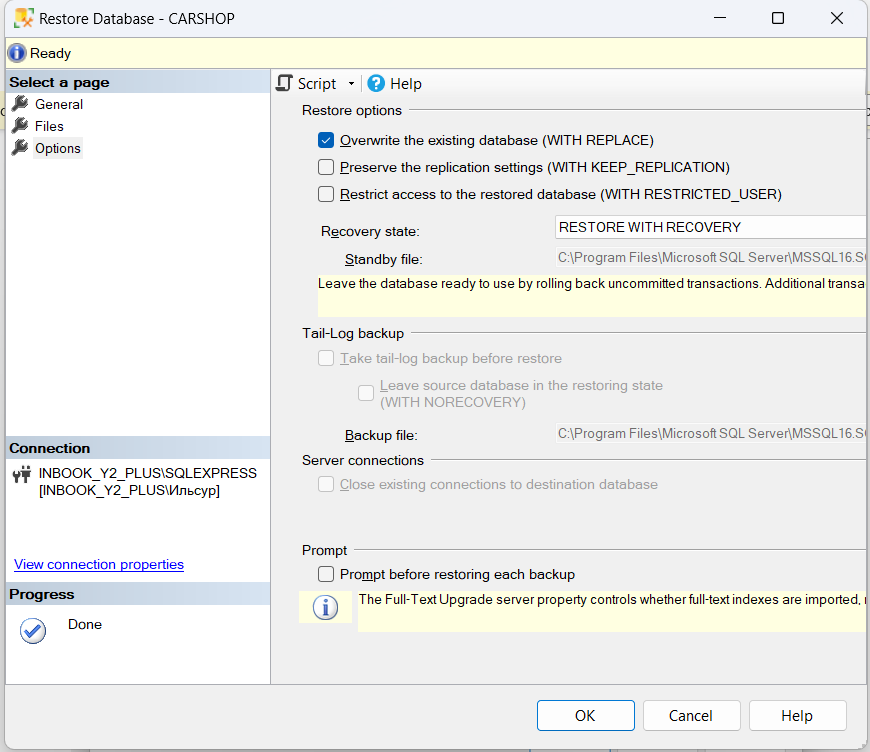 Restore Database - CARSHOP
Ready
Select a page
General
Files
Options
Script
Help
Restore options
Overwrite the existing database (WITH REPLACE)
Preserve the replication settings (WITH KEEP_REPLICATION)
Restrict access to the restored database (WITH RESTRICTED_USER)
Recovery state:
RESTORE WITH RECOVERY
Standby file:
C:\Program Files\Microsoft SQL Server\MSSQL16.S
Leave the database ready to use by rolling back uncommitted transactions. Additional transa
Tail-Log backup
Take tail-log backup before restore
Leave source database in the restoring state
(WITH NORECOVERY)
Backup file:
C:\Program Files\Microsoft SQL Server\MSSQL16.S
Server connections
Close existing connections to destination database
Prompt
Prompt before restoring each backup
The Full-Text Upgrade server property controls whether full-text indexes are imported,
Connection
INBOOK_Y2_PLUS\SQLEXPRESS
[INBOOK_Y2_PLUS\Ильсур]
View connection properties
Progress
Done
OK
Cancel
Help